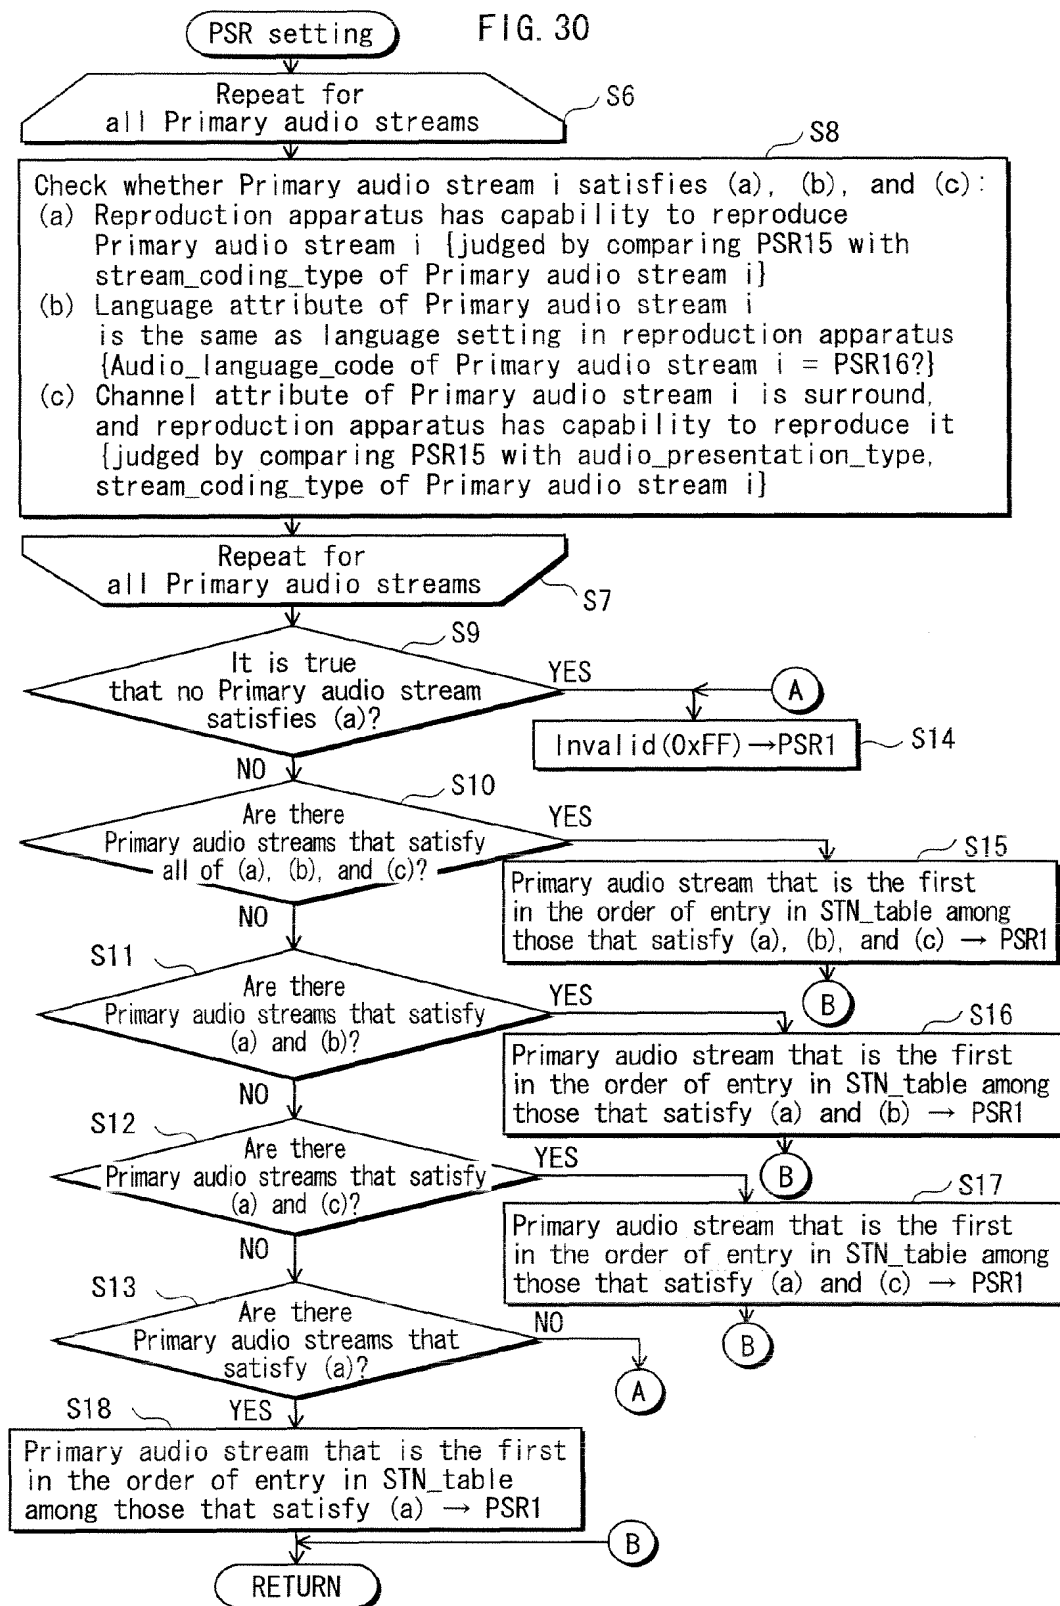 FIG. 30
PSR setting
Repeat for
all Primary audio streams
S6
S8
Check whether Primary audio stream i satisfies (a), (b), and (c):
(a) Reproduction apparatus has capability to reproduce
Primary audio stream i {judged by comparing PSR15 with
stream_coding_type of Primary audio stream i}
(b) Language attribute of Primary audio stream i
is the same as language setting in reproduction apparatus
{Audio_language_code of Primary audio stream i = PSR16?}
(c) Channel attribute of Primary audio stream i is surround,
and reproduction apparatus has capability to reproduce it
{judged by comparing PSR15 with audio_presentation_type,
stream_coding_type of Primary audio stream i}
Repeat for
all Primary audio streams
S7
S9
It is true
that no Primary audio stream
satisfies (a)?
YES
A
Invalid(0xFF)→PSR1
S14
NO
S10
Are there
Primary audio streams that satisfy
all of (a), (b), and (c)?
YES
S15
Primary audio stream that is the first
in the order of entry in STN_table among
those that satisfy (a), (b), and (c) → PSR1
B
NO
S11
Are there
Primary audio streams that satisfy
(a) and (b)?
YES
S16
Primary audio stream that is the first
in the order of entry in STN_table among
those that satisfy (a) and (b) → PSR1
B
NO
S12
Are there
Primary audio streams that satisfy
(a) and (c)?
YES
S17
Primary audio stream that is the first
in the order of entry in STN_table among
those that satisfy (a) and (c) → PSR1
B
NO
S13
Are there
Primary audio streams that
satisfy (a)?
NO
A
YES
S18
Primary audio stream that is the first
in the order of entry in STN_table
among those that satisfy (a) → PSR1
B
RETURN